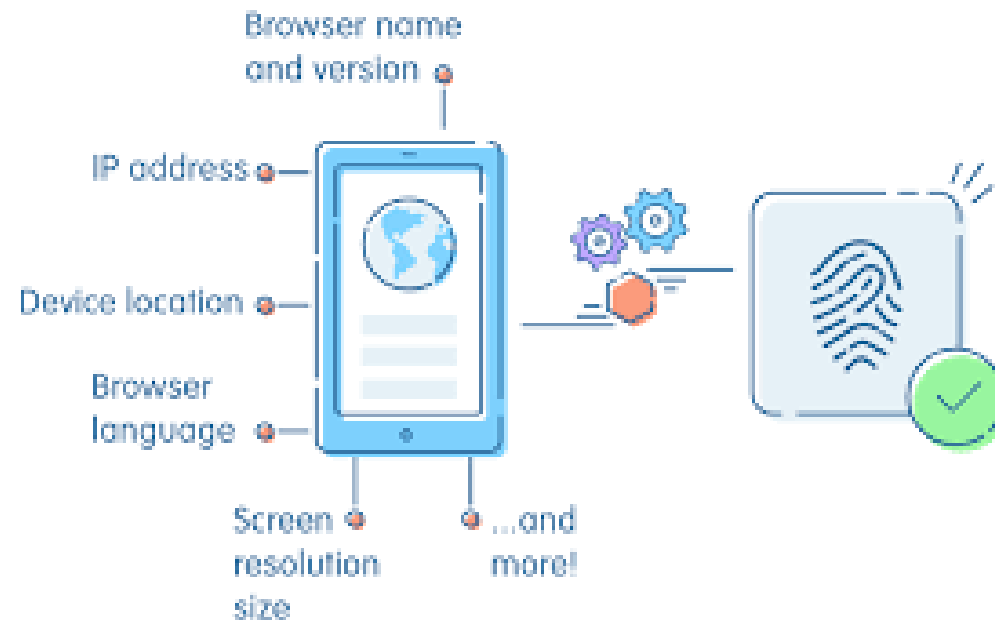 Browser name
and version
IP address
Device location
Browser
language
Screen
resolution
size
...and
more!